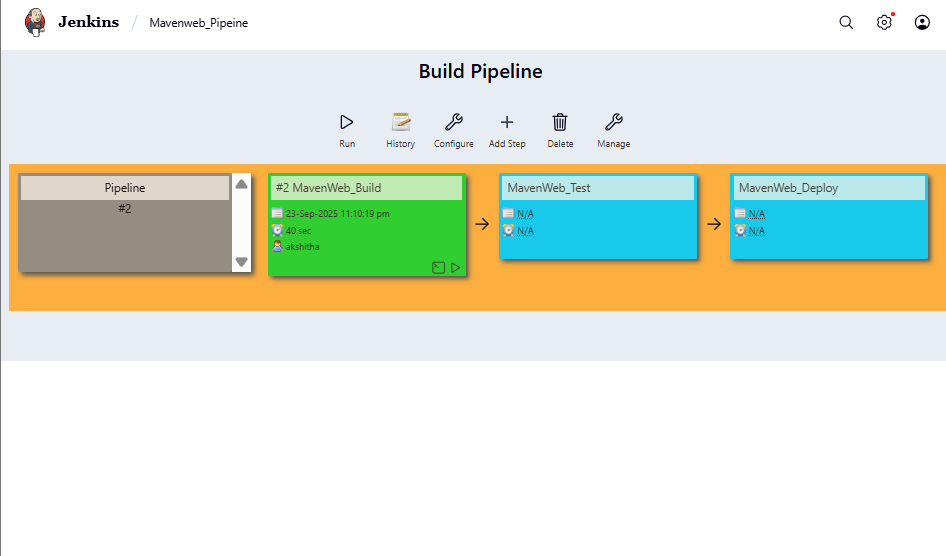 Jenkins / Mavenweb_Pipeine
Build Pipeline
Run History Configure Add Step Delete Manage
Pipeline
#2
#2 MavenWeb_Build
23-Sep-2025 11:10:19 pm
40 sec
akshitha
MavenWeb_Test
N/A
N/A
MavenWeb_Deploy
N/A
N/A